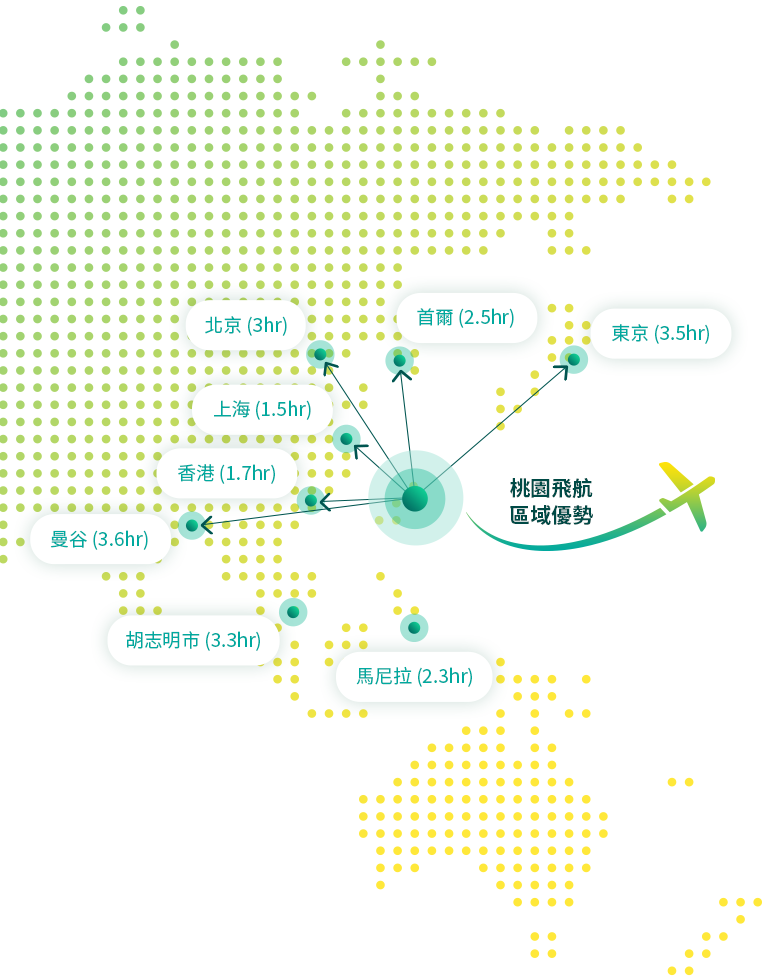 首爾 (2.5hr)
北京 (3hr)
東京 (3.5hr)
上海 (1.5hr)
香港 (1.7hr)
桃園飛航
區域優勢
曼谷 (3.6hr)
胡志明市 (3.3hr)
馬尼拉 (2.3hr)